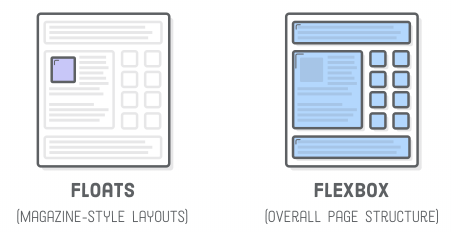 FLOATS
(MAGAZINE-STYLE LAYOUTS)
FLEXBOX
(OVERALL PAGE STRUCTURE)